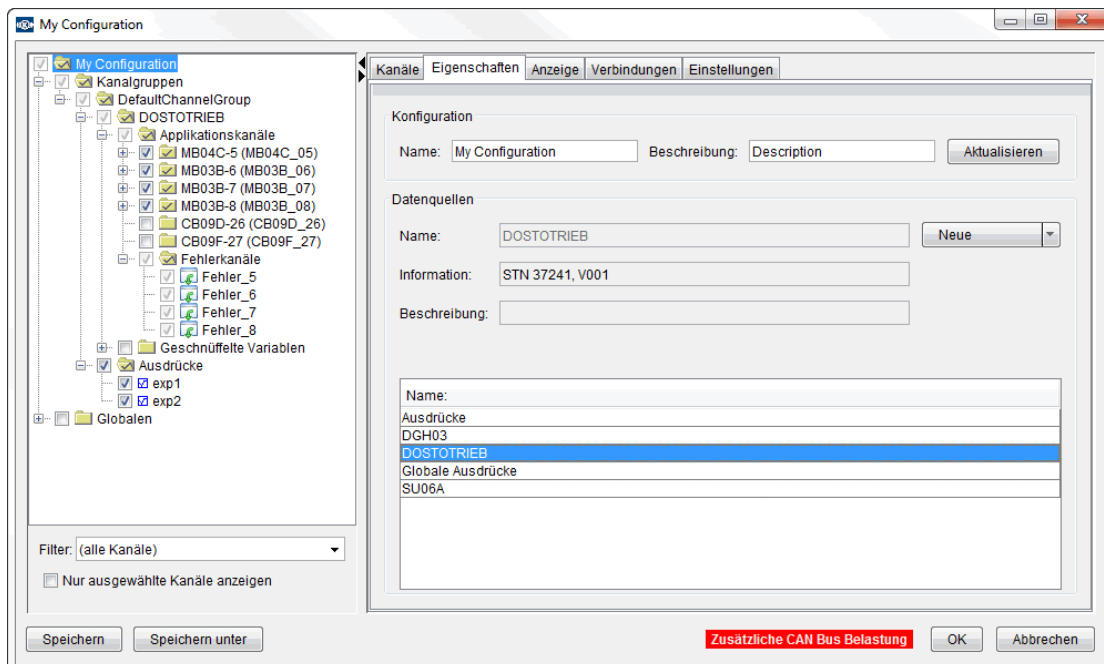 My Configuration
My Configuration
Kanalgruppen
DefaultChannelGroup
DOSTOTRIEB
Applikationskanäle
MB04C-5 (MB04C_05)
MB03B-6 (MB03B_06)
MB03B-7 (MB03B_07)
MB03B-8 (MB03B_08)
CB09D-26 (CB09D_26)
CB09F-27 (CB09F_27)
Fehlerkanäle
Fehler_5
Fehler_6
Fehler_7
Fehler_8
Geschnüffelte Variablen
Ausdrücke
exp1
exp2
Globalen
Filter: (alle Kanäle)
Nur ausgewählte Kanäle anzeigen
Kanäle Eigenschaften Anzeige Verbindungen Einstellungen
Konfiguration
Name: My Configuration Beschreibung: Description Aktualisieren
Datenquellen
Name: DOSTOTRIEB Neue
Information: STN 37241, V001
Beschreibung:
Name:
Ausdrücke
DGH03
DOSTOTRIEB
Globale Ausdrücke
SU06A
Speichern Speichern unter Zusätzliche CAN Bus Belastung OK Abbrechen